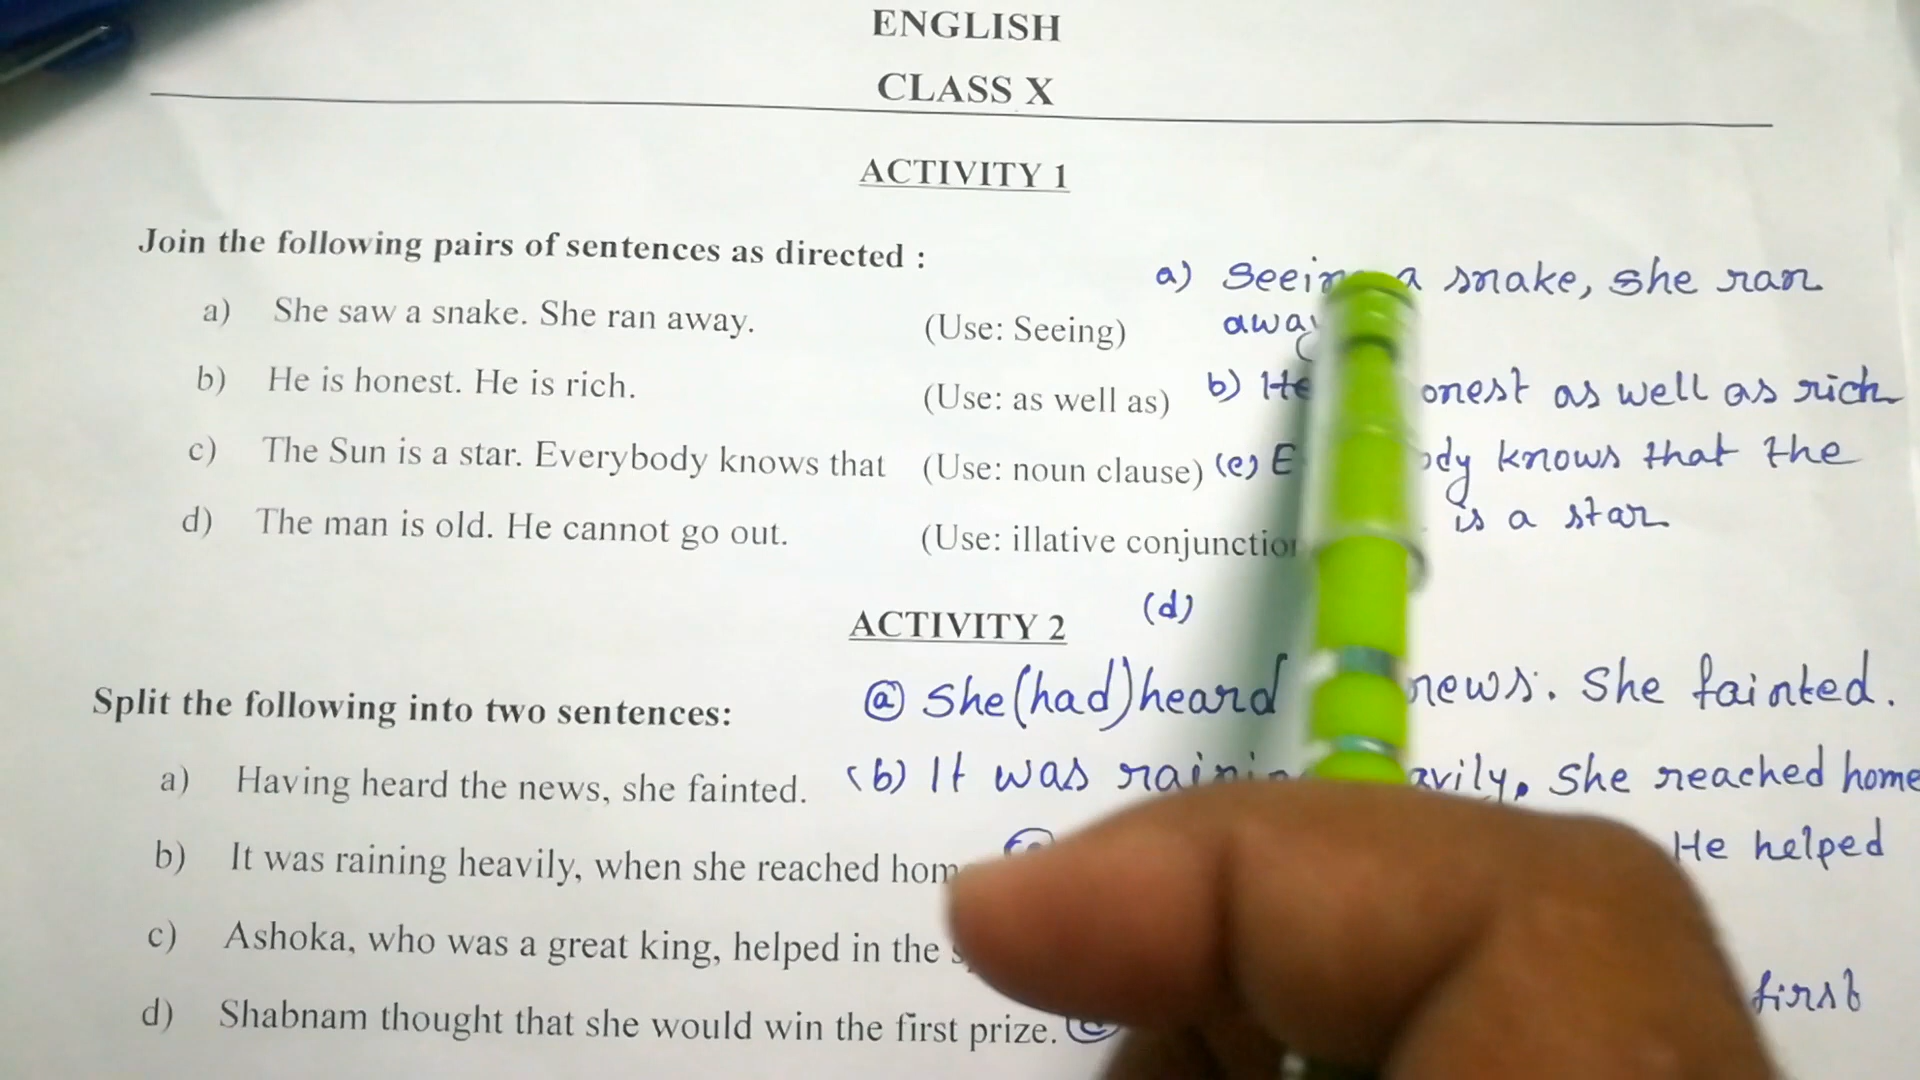 ENGLISH
CLASS X
ACTIVITY 1
Join the following pairs of sentences as directed :
a) She saw a snake. She ran away. (Use: Seeing)
a) Seeing a snake, she ran
away
b) He is honest. He is rich. (Use: as well as)
b) He onest as well as rich
c) The Sun is a star. Everybody knows that (Use: noun clause)
(c) E dy knows that the
is a star
d) The man is old. He cannot go out. (Use: illative conjunction
(d)
ACTIVITY 2
Split the following into two sentences:
(a) She (had) heard news. She fainted.
a) Having heard the news, she fainted.
(b) It was raining avily. She reached home
b) It was raining heavily, when she reached hom
He helped
c) Ashoka, who was a great king, helped in the
first
d) Shabnam thought that she would win the first prize.